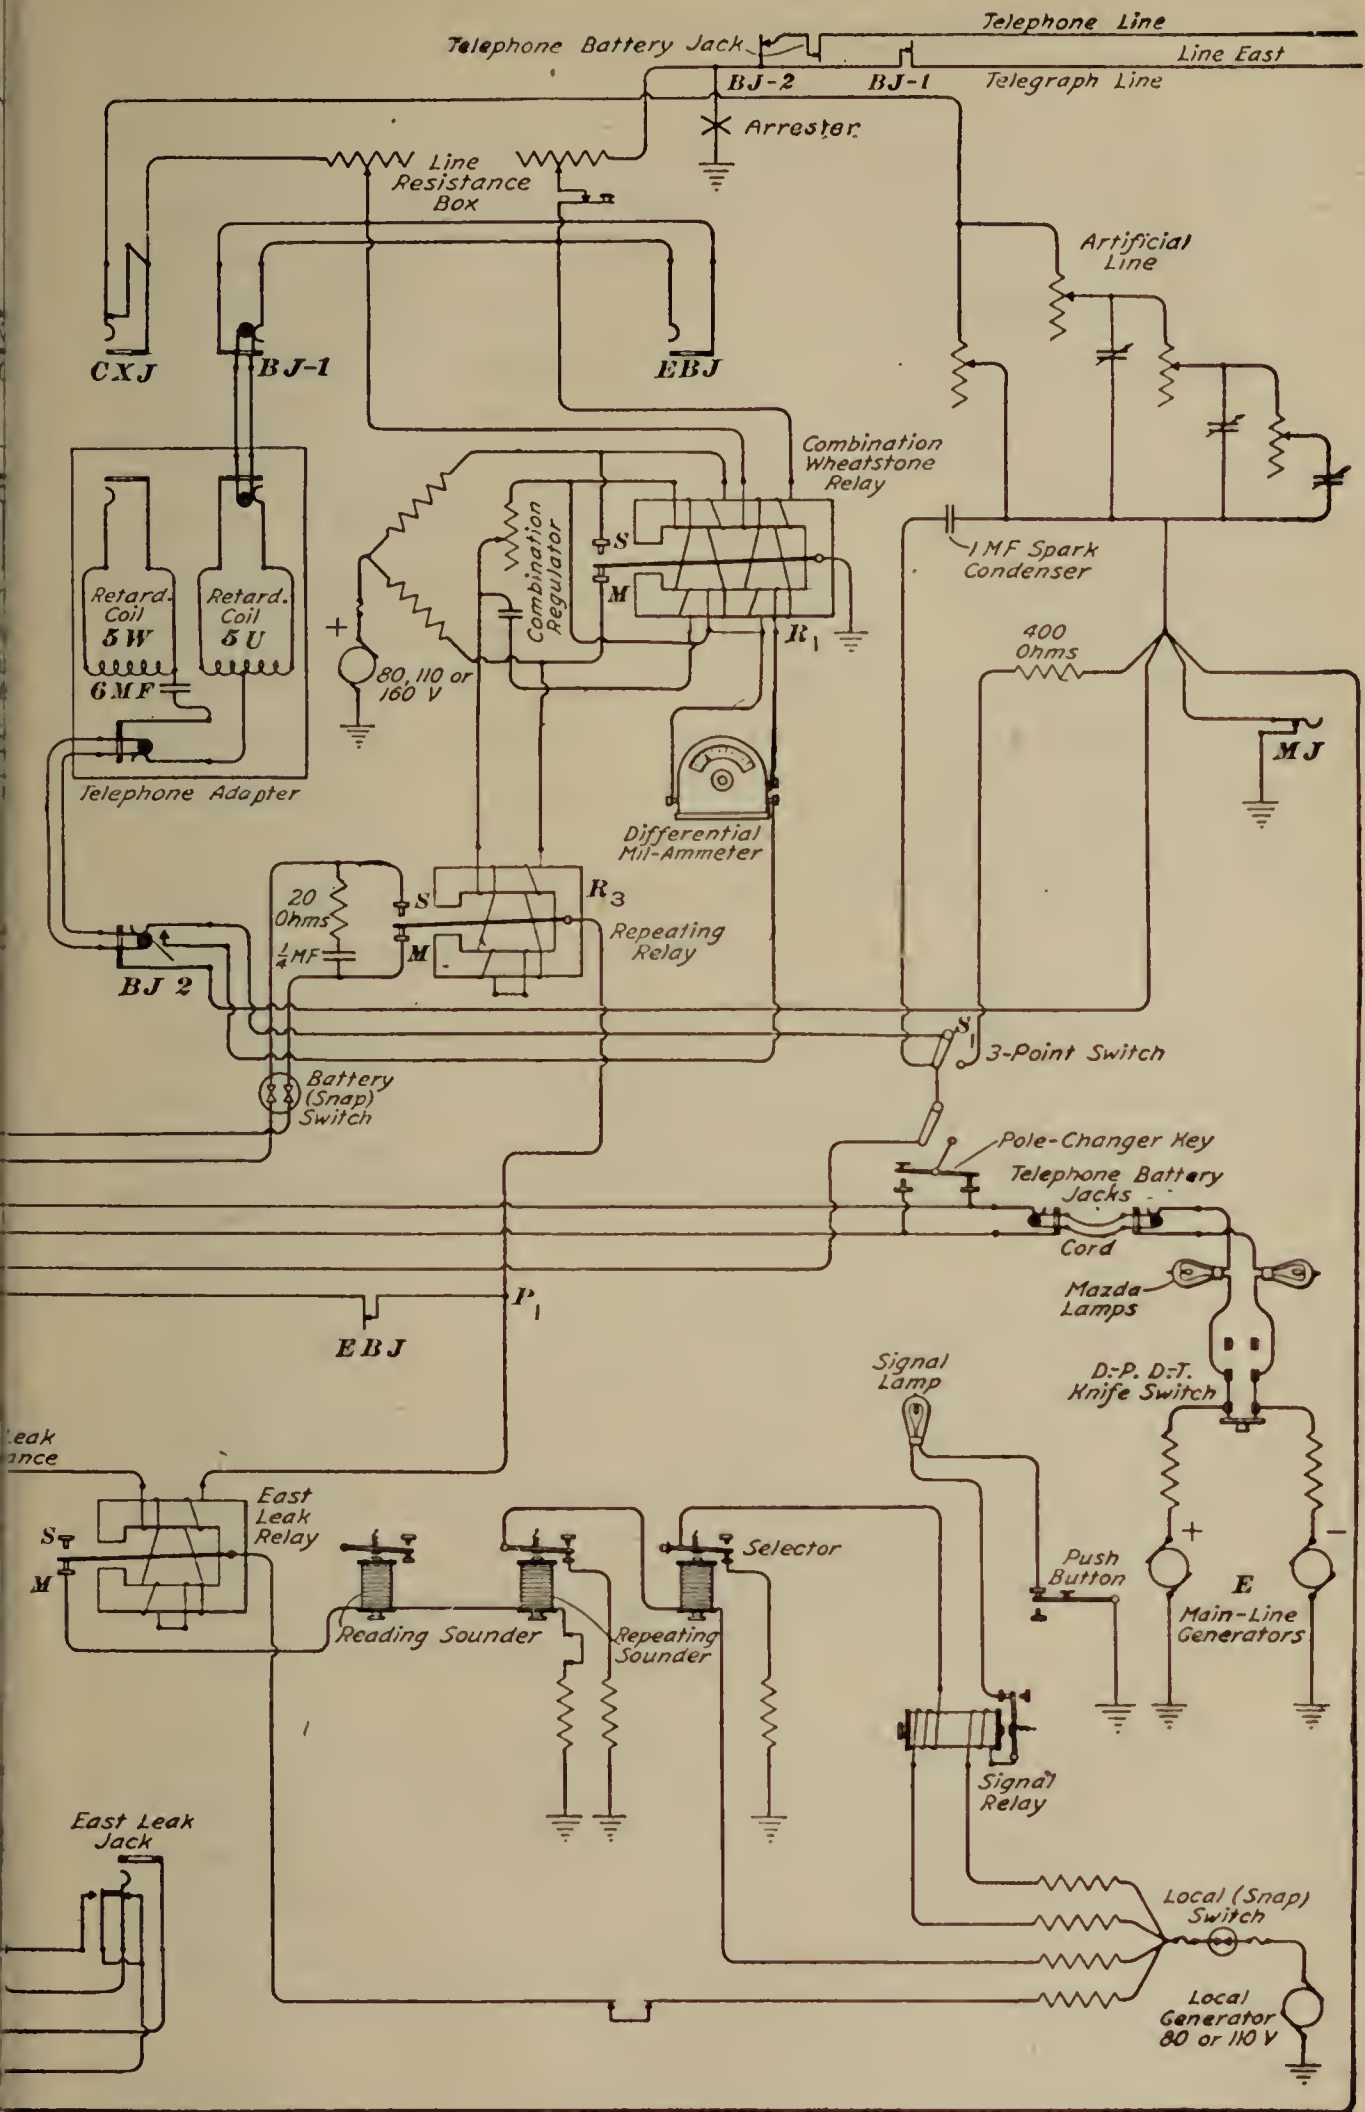 Telephone Line
Telephone Battery Jack
Line East
BJ-2
BJ-1
Telegraph Line
Arrester
Line
Resistance
Box
Artificial
Line
CXJ
BJ-1
EBJ
Combination
Wheatstone
Relay
Combination
Regulator
S
M
R1
1 MF Spark
Condenser
Retard.
Coil
5W
Retard.
Coil
5U
6MF
+
80, 110 or
160 V
400
Ohms
MJ
Telephone Adapter
Differential
Mil-Ammeter
20
Ohms
1/4 MF
S
M
R3
Repeating
Relay
BJ 2
S1
3-Point Switch
Battery
(Snap)
Switch
Pole-Changer Key
Telephone Battery
Jacks
Cord
Mazda
Lamps
P1
EBJ
Signal
Lamp
D.-P. D.-T.
Knife Switch
Leak
ance
East
Leak
Relay
S
M
Selector
Push
Button
+
-
E
Main-Line
Generators
Reading Sounder
Repeating
Sounder
Signal
Relay
East Leak
Jack
Local (Snap)
Switch
Local
Generator
80 or 110 V